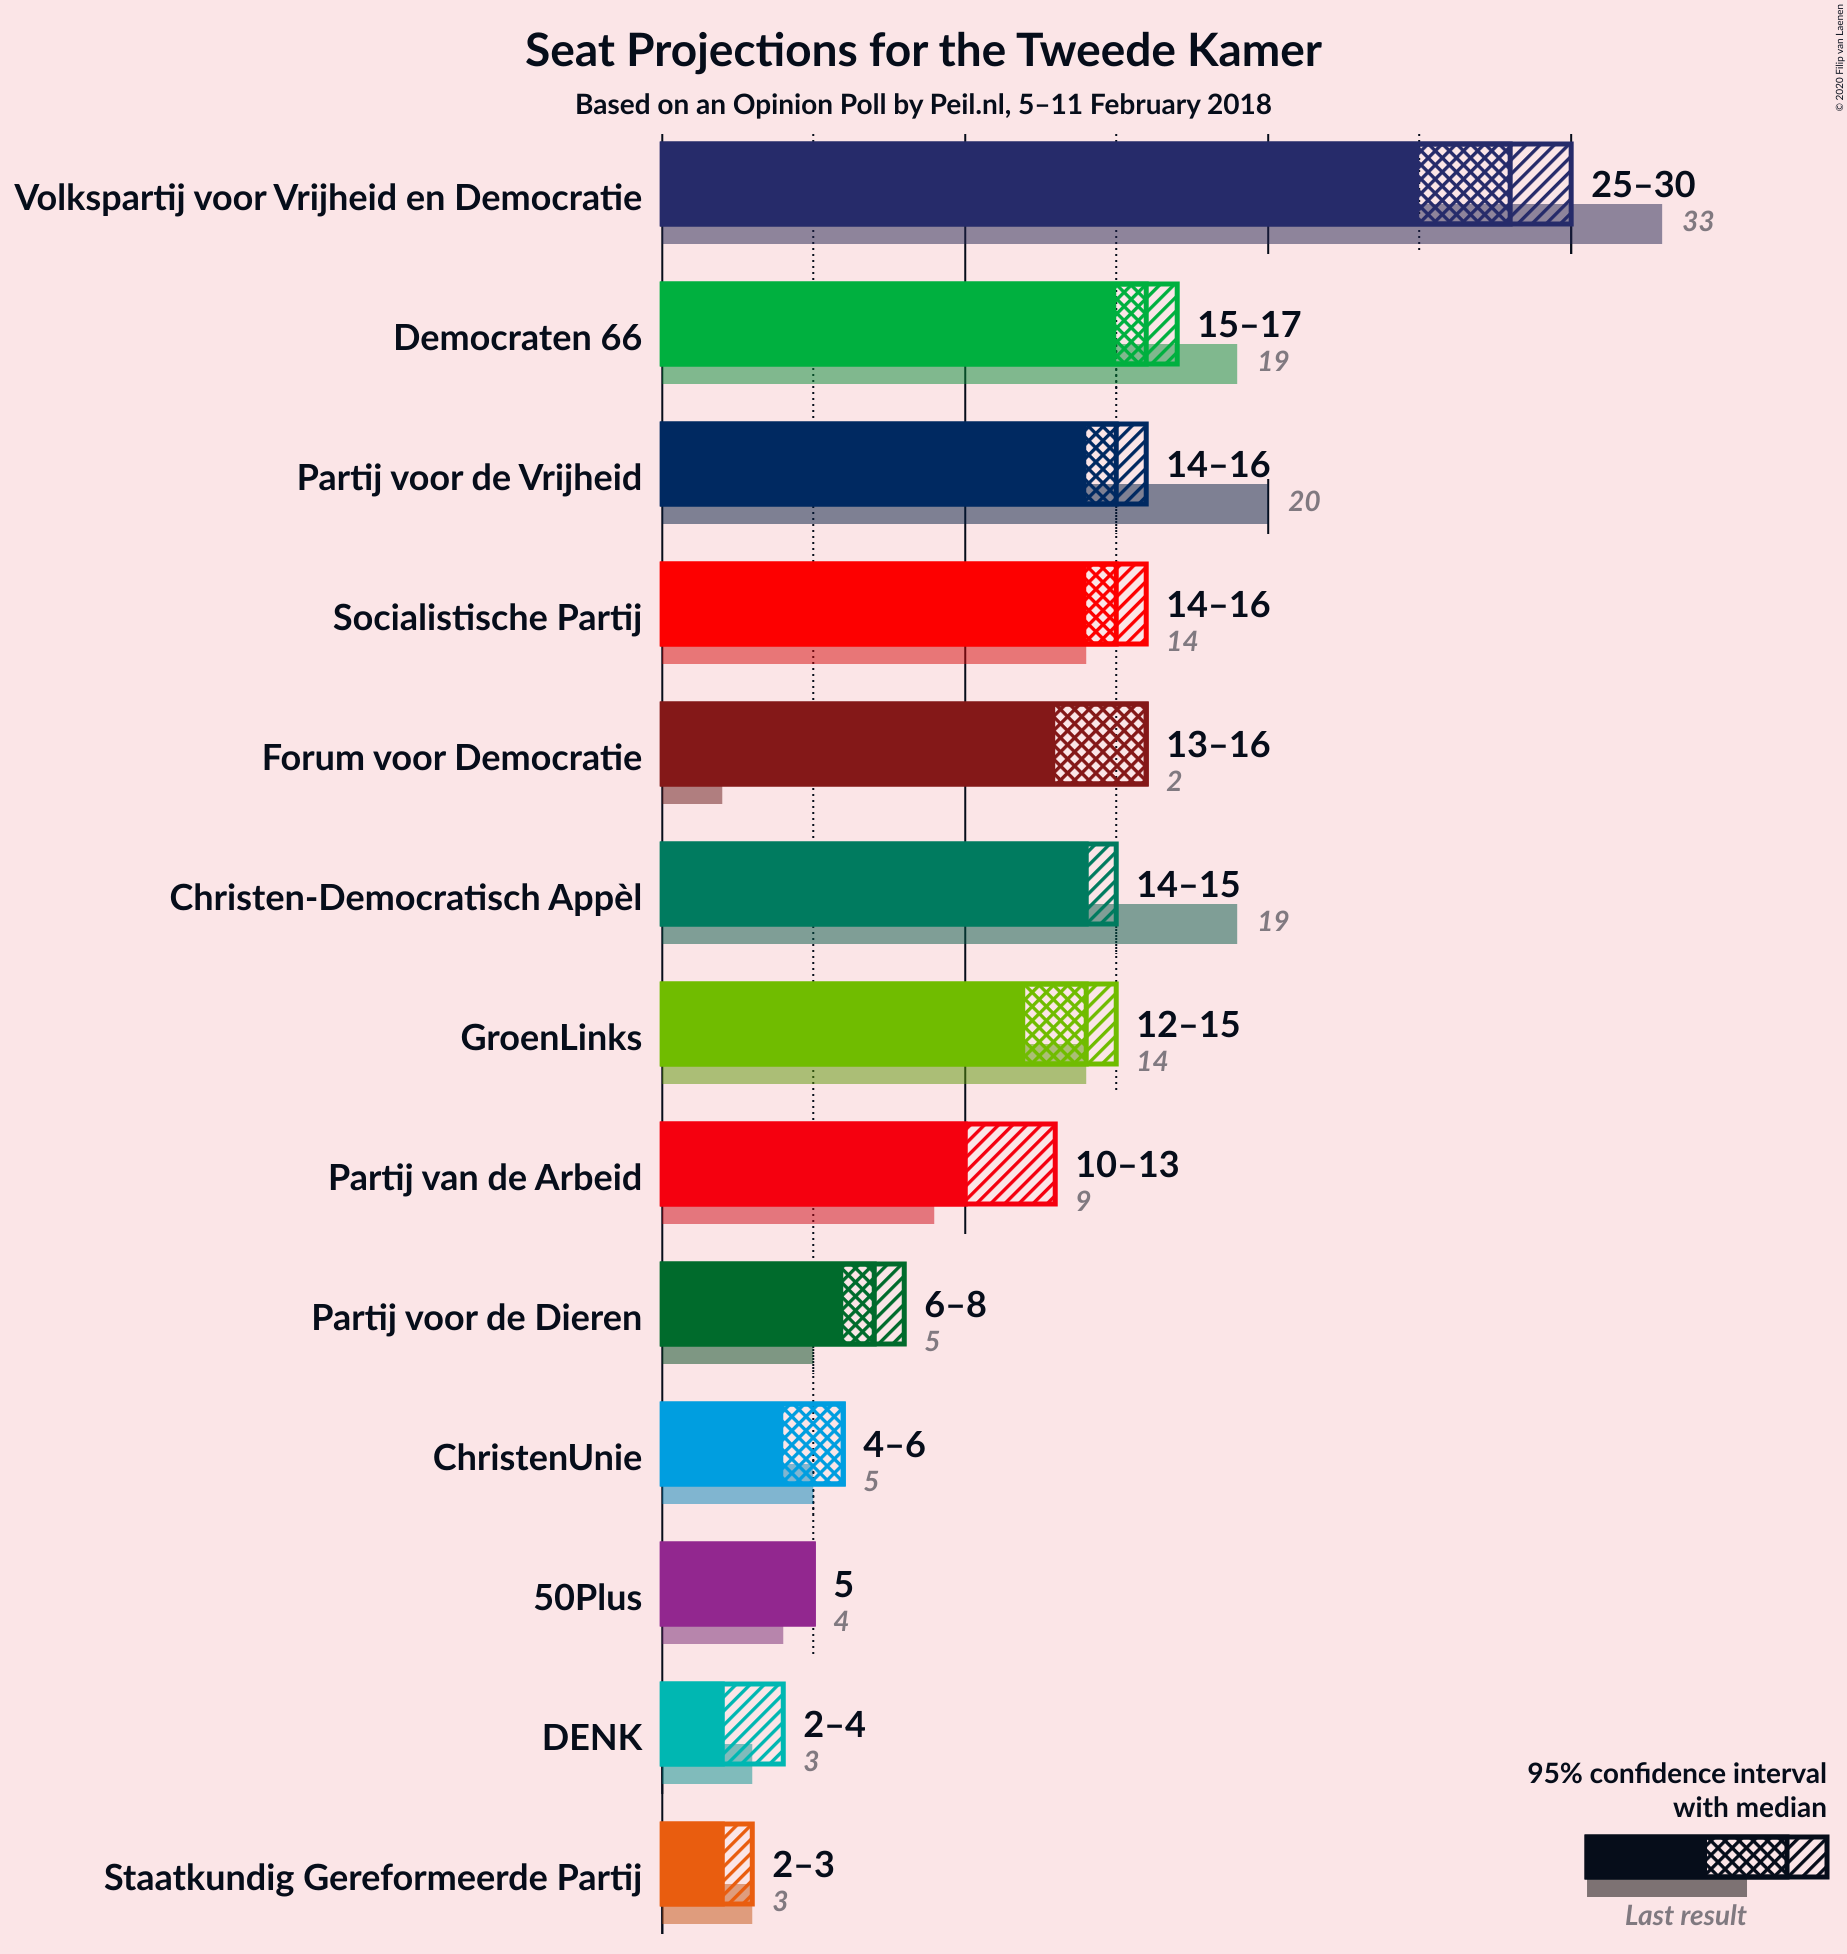 Seat Projections for the Tweede Kamer
Based on an Opinion Poll by Peil.nl, 5–11 February 2018
© 2020 Filip van Laenen
Volkspartij voor Vrijheid en Democratie
25–30
33
Democraten 66
15–17
19
Partij voor de Vrijheid
14–16
20
Socialistische Partij
14–16
14
Forum voor Democratie
13–16
2
Christen-Democratisch Appèl
14–15
19
GroenLinks
12–15
14
Partij van de Arbeid
10–13
9
Partij voor de Dieren
6–8
5
ChristenUnie
4–6
5
50Plus
5
4
DENK
2–4
3
Staatkundig Gereformeerde Partij
2–3
3
95% confidence interval
with median
Last result